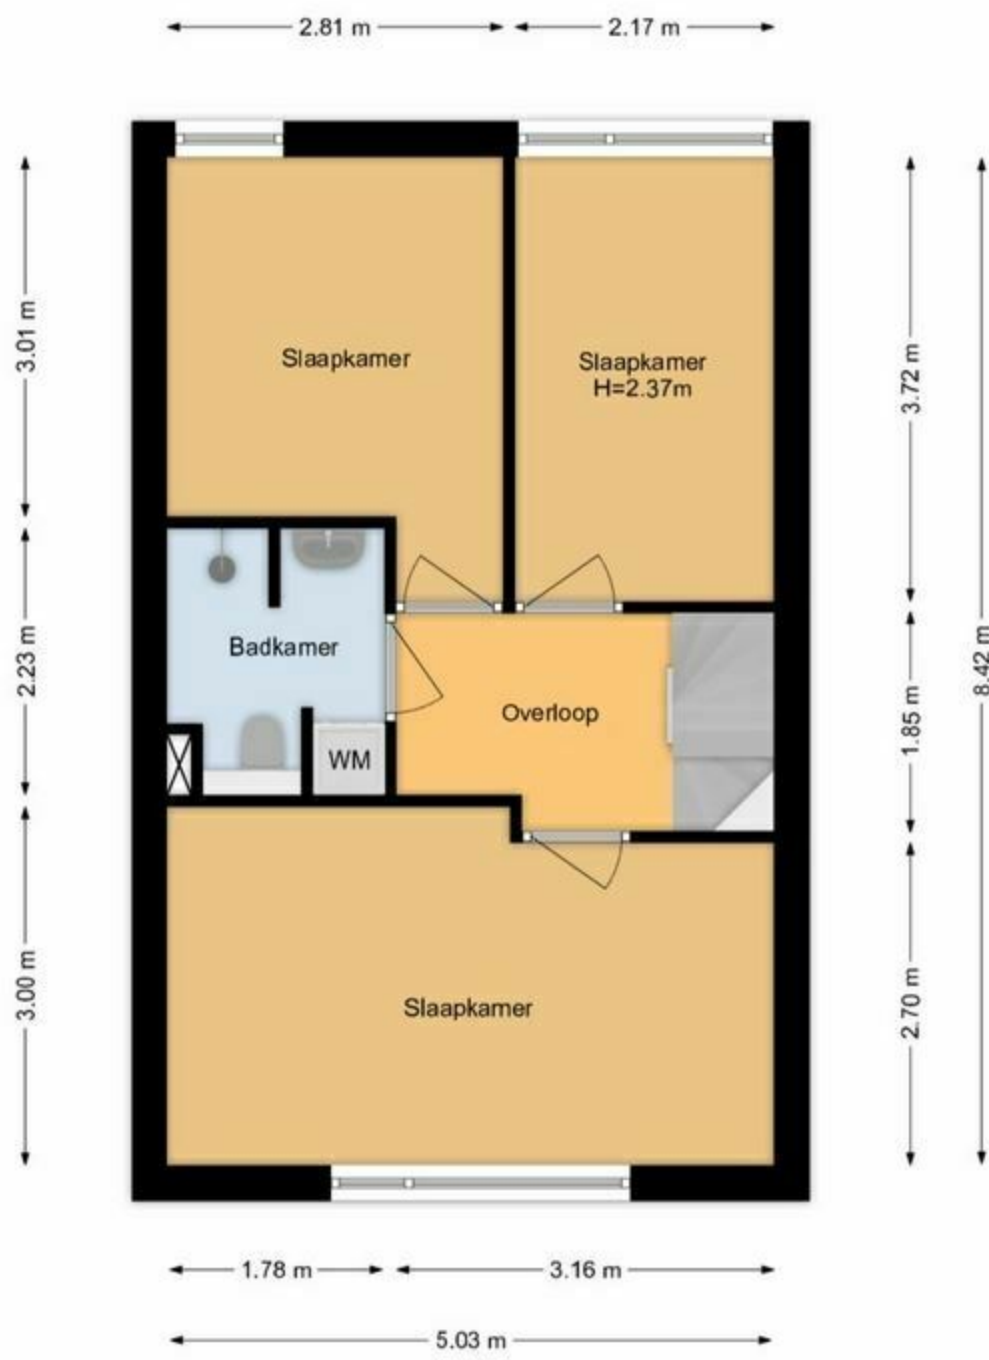 2.81 m
2.17 m
3.01 m
Slaapkamer
Slaapkamer
H=2.37m
3.72 m
2.23 m
Badkamer
8.42 m
Overloop
1.85 m
WM
3.00 m
Slaapkamer
2.70 m
1.78 m
3.16 m
5.03 m